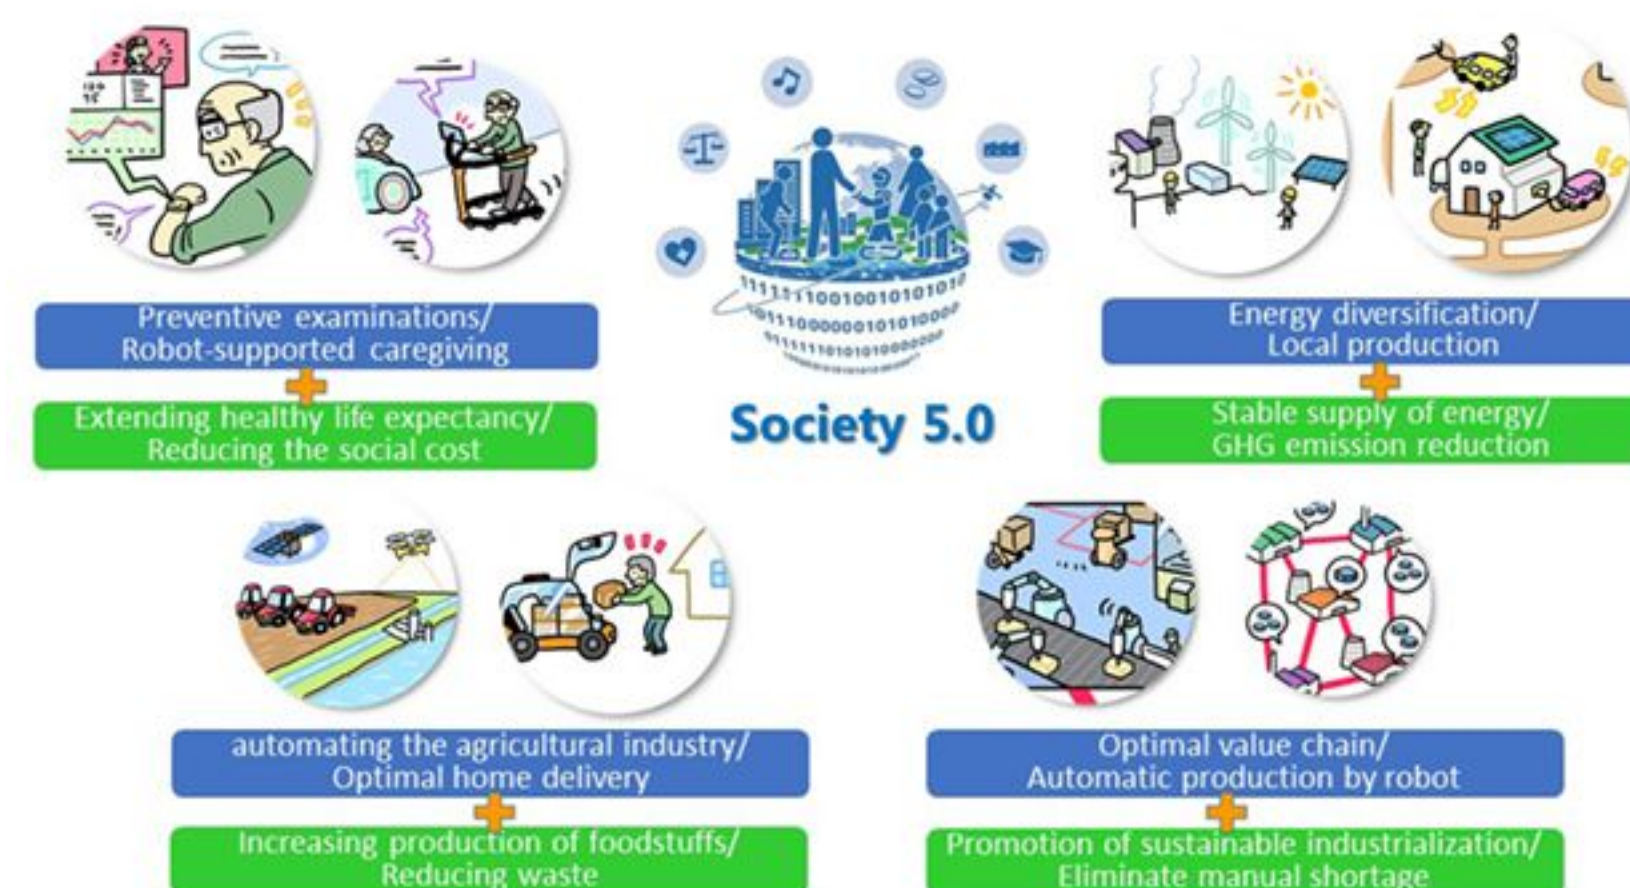 Preventive examinations/
Robot-supported caregiving
Extending healthy life expectancy/
Reducing the social cost
Society 5.0
Energy diversification/
Local production
Stable supply of energy/
GHG emission reduction
automating the agricultural industry/
Optimal home delivery
Increasing production of foodstuffs/
Reducing waste
Optimal value chain/
Automatic production by robot
Promotion of sustainable industrialization/
Eliminate manual shortage